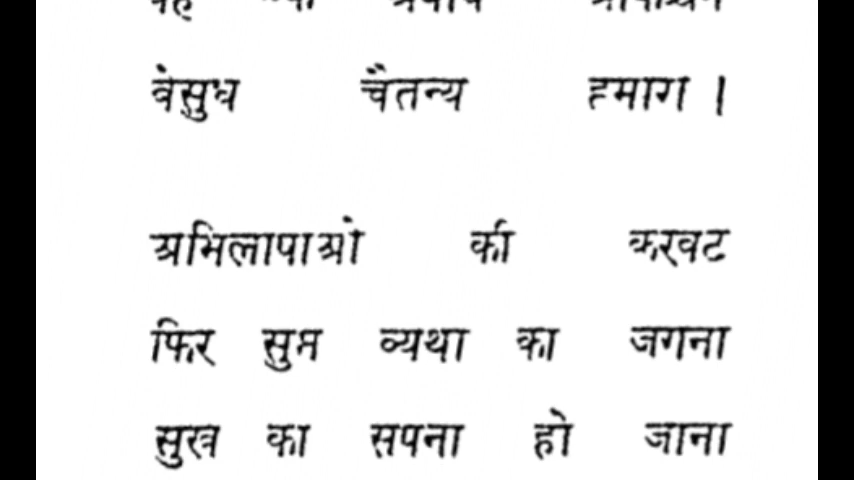 बेसुध चैतन्य हमारा ।
अभिलाषाओं की करवट
फिर सुप्त व्यथा का जगना
सुख का सपना हो जाना